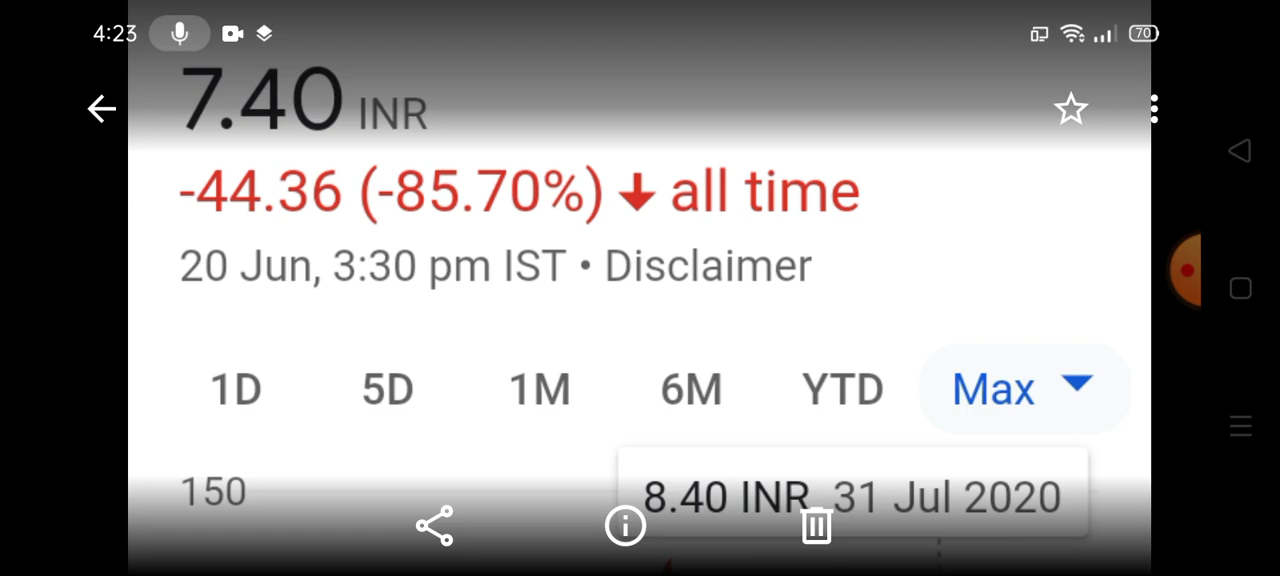 4:23 70
7.40 INR
-44.36 (-85.70%) ↓ all time
20 Jun, 3:30 pm IST • Disclaimer
1D 5D 1M 6M YTD Max
150
8.40 INR 31 Jul 2020